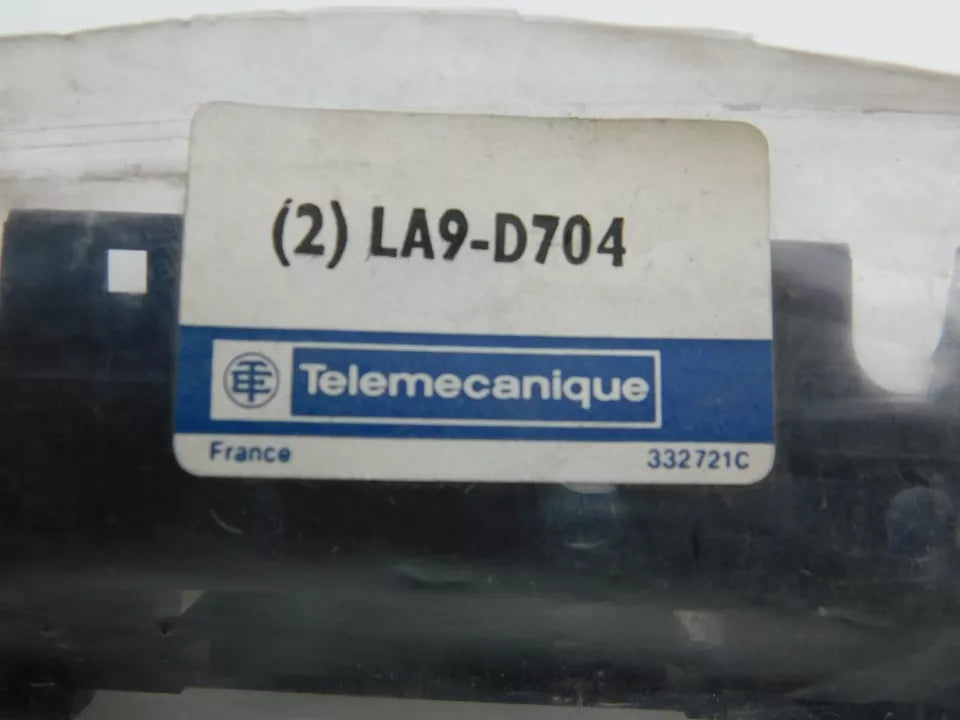 (2) LA9-D704
Telemecanique
France 332721C